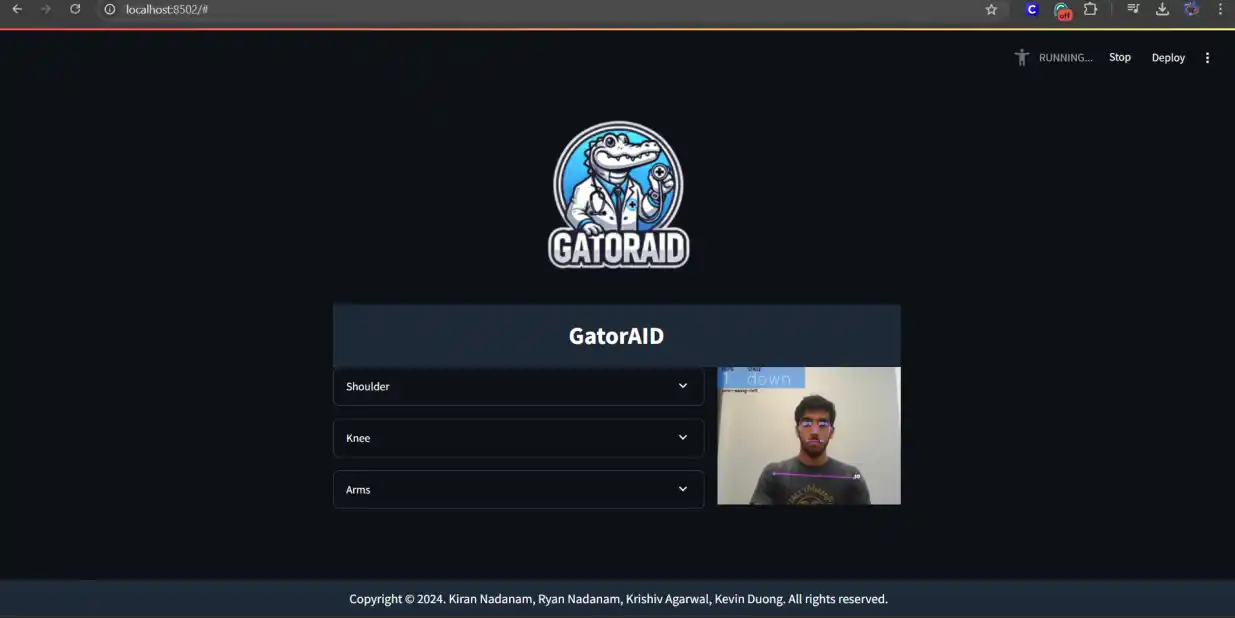 localhost:8502/#
C
off
RUNNING...
Stop
Deploy
GATORAID
GatorAID
Shoulder
Knee
Arms
1 down
Copyright © 2024. Kiran Nadanam, Ryan Nadanam, Krishiv Agarwal, Kevin Duong. All rights reserved.